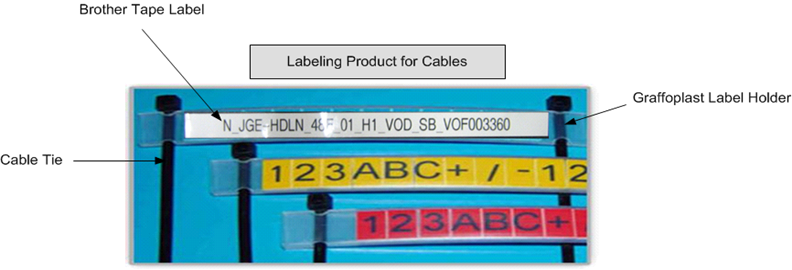 Brother Tape Label
Labeling Product for Cables
Graffoplast Label Holder
N_JGE-HDLN_48F_01_H1_VOD_SB_VOF003360
Cable Tie
123ABC+/-12
123ABC+